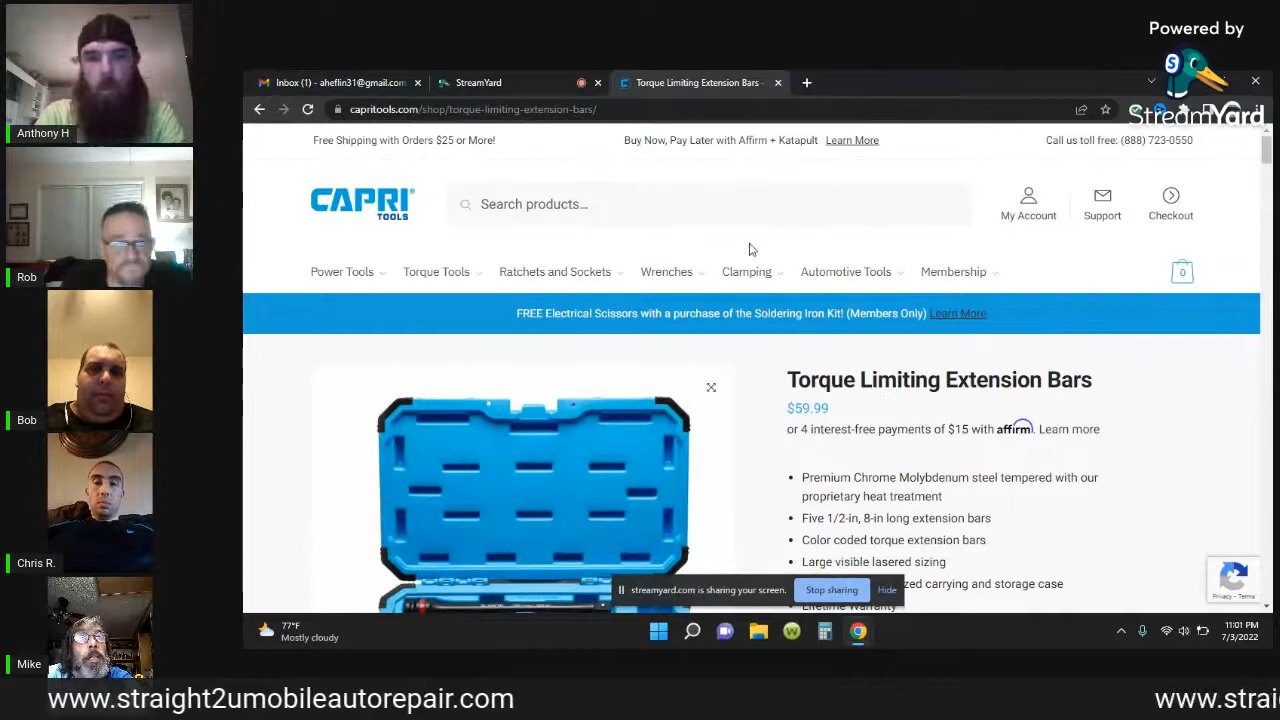 Powered by
StreamYard
Anthony H
Rob
Bob
Chris R.
Mike
Inbox (1) - aheflin31@gmail.com
StreamYard
Torque Limiting Extension Bars -
capritools.com/shop/torque-limiting-extension-bars/
Free Shipping with Orders $25 or More!
Buy Now, Pay Later with Affirm + Katapult Learn More
Call us toll free: (888) 723-0550
CAPRI
TOOLS
Search products...
My Account
Support
Checkout
Power Tools
Torque Tools
Ratchets and Sockets
Wrenches
Clamping
Automotive Tools
Membership
0
FREE Electrical Scissors with a purchase of the Soldering Iron Kit! (Members Only) Learn More
Torque Limiting Extension Bars
$59.99
or 4 interest-free payments of $15 with affirm. Learn more
Premium Chrome Molybdenum steel tempered with our
proprietary heat treatment
Five 1/2-in, 8-in long extension bars
Color coded torque extension bars
Large visible lasered sizing
zed carrying and storage case
Lifetime Warranty
streamyard.com is sharing your screen.
Stop sharing
Hide
Privacy - Terms
77°F
Mostly cloudy
11:01 PM
7/3/2022
www.straight2umobileautorepair.com
www.strai